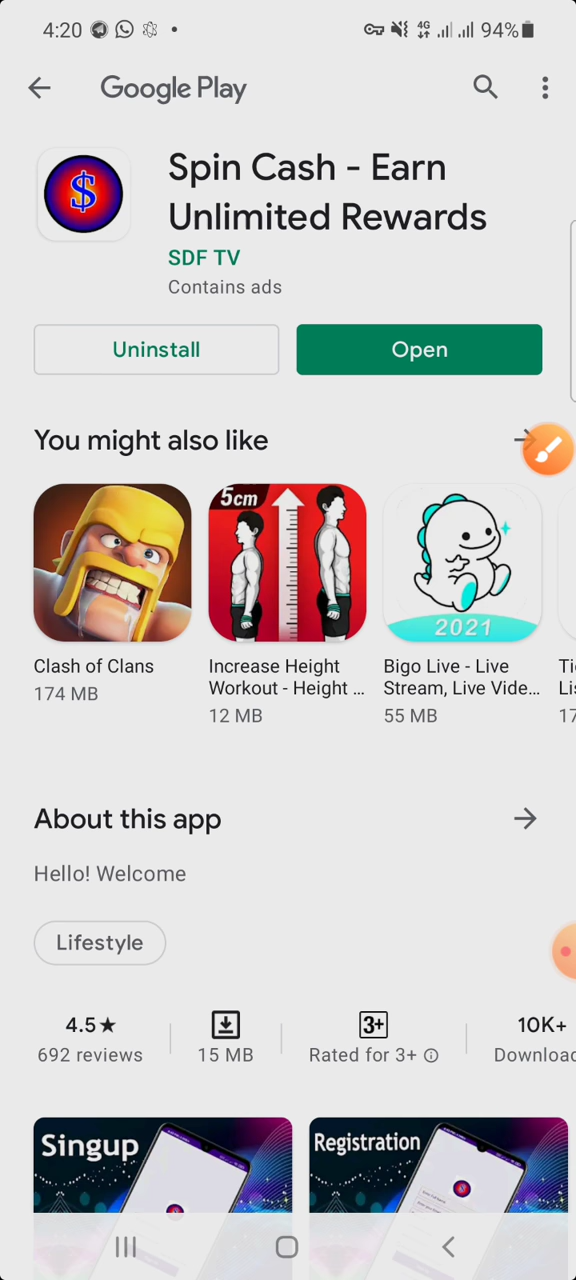 4:20
4G
94%
Google Play
$
Spin Cash - Earn
Unlimited Rewards
SDF TV
Contains ads
Uninstall
Open
You might also like
5cm
2021
Clash of Clans
174 MB
Increase Height
Workout - Height ...
12 MB
Bigo Live - Live
Stream, Live Vide...
55 MB
About this app
Hello! Welcome
Lifestyle
4.5★
692 reviews
15 MB
3+
Rated for 3+
10K+
Singup
Registration